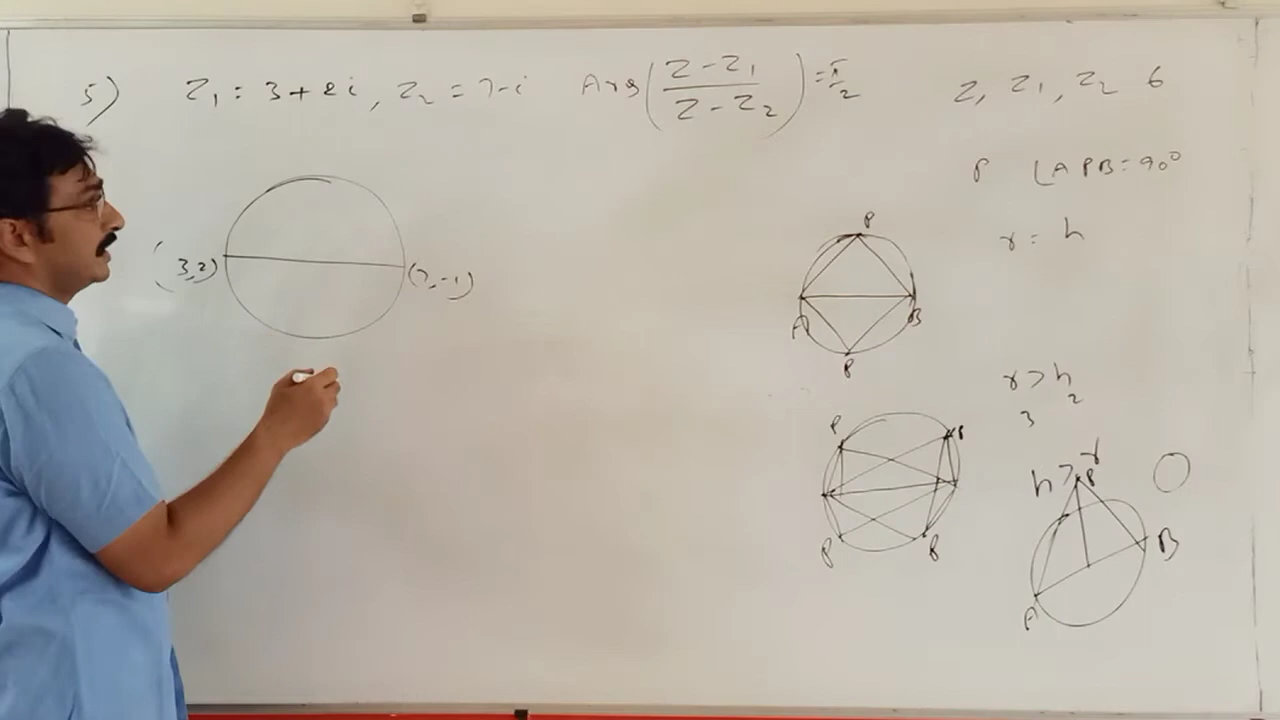 5) Z₁ = 3+2i, Z₂ = 7-i Arg(Z-Z₁ / Z-Z₂) = π/2 Z, Z₁, Z₂ 6
P ∠APB = 90°
r = h
P
(3,2) (7,-1)
A B
P
r > h
3 2
P P
h > r
P
P P
B
A